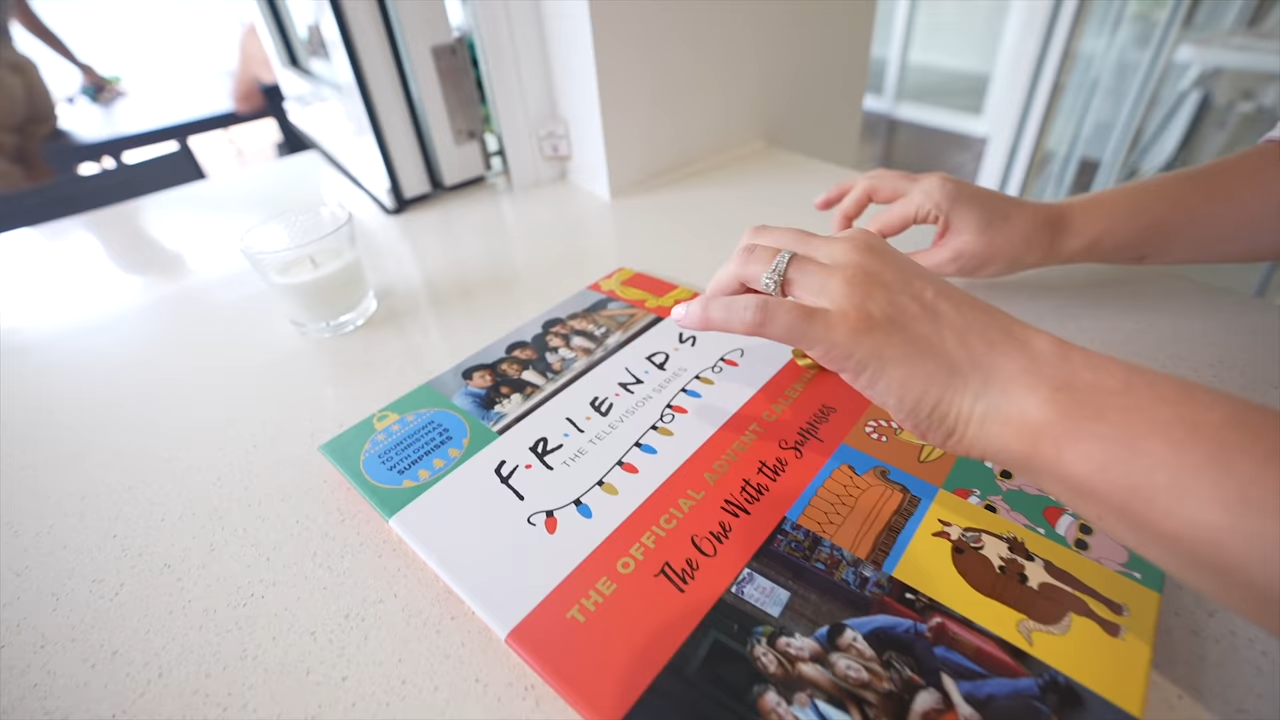 COUNTDOWN
TO CHRISTMAS
WITH OVER 25
SURPRISES
F·R·I·E·N·D·S
THE TELEVISION SERIES
THE OFFICIAL ADVENT CALENDAR
The One With the Surprises